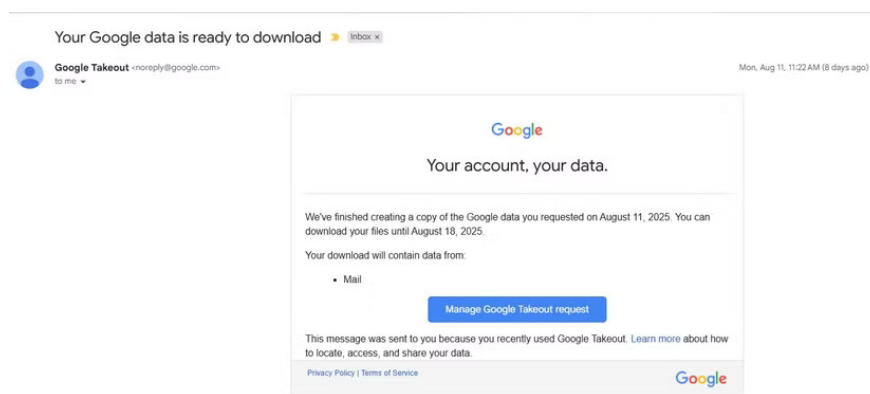 Your Google data is ready to download Inbox ×
Google Takeout <noreply@google.com> Mon, Aug 11, 11:22 AM (8 days ago)
to me
Google
Your account, your data.
We've finished creating a copy of the Google data you requested on August 11, 2025. You can
download your files until August 18, 2025.
Your download will contain data from:
• Mail
Manage Google Takeout request
This message was sent to you because you recently used Google Takeout. Learn more about how
to locate, access, and share your data.
Privacy Policy | Terms of Service
Google